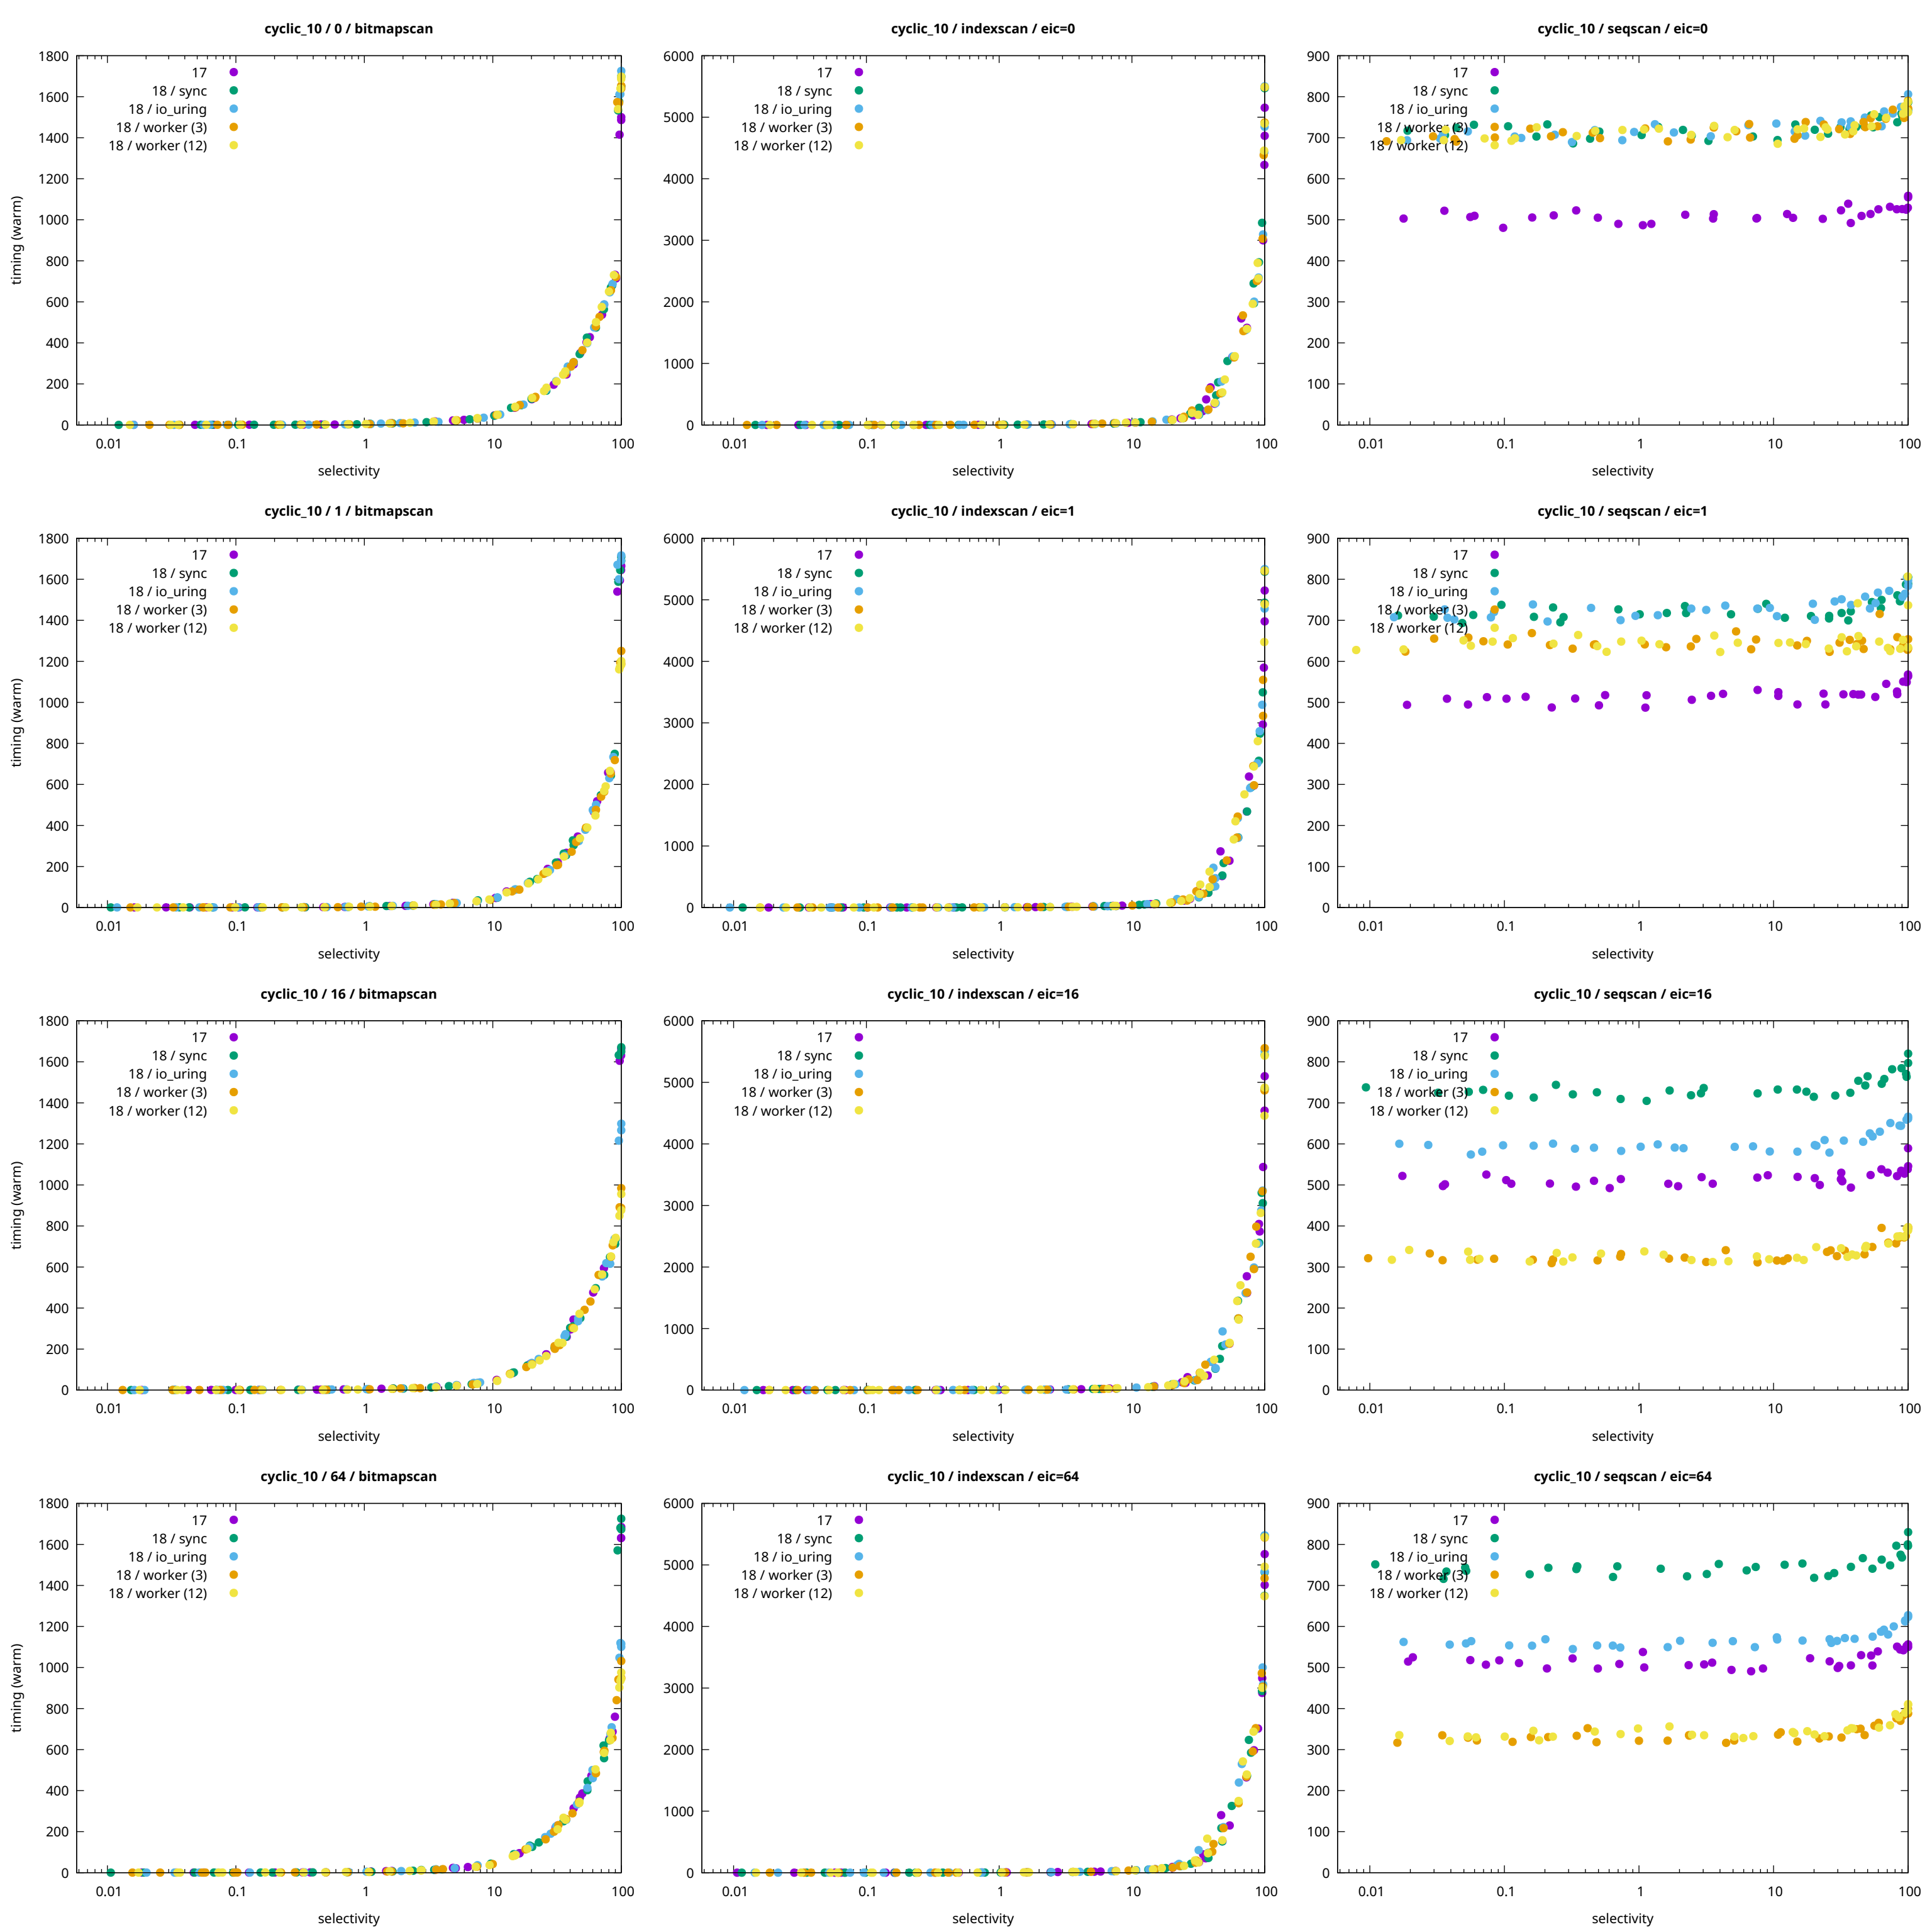 cyclic_10 / 0 / bitmapscan
timing (warm)
1800
1600
1400
1200
1000
800
600
400
200
0
17
18 / sync
18 / io_uring
18 / worker (3)
18 / worker (12)
0.01 0.1 1 10 100
selectivity
cyclic_10 / indexscan / eic=0
6000
5000
4000
3000
2000
1000
0
17
18 / sync
18 / io_uring
18 / worker (3)
18 / worker (12)
0.01 0.1 1 10 100
selectivity
cyclic_10 / seqscan / eic=0
900
800
700
600
500
400
300
200
100
0
17
18 / sync
18 / io_uring
18 / worker (3)
18 / worker (12)
0.01 0.1 1 10 100
selectivity
cyclic_10 / 1 / bitmapscan
timing (warm)
1800
1600
1400
1200
1000
800
600
400
200
0
17
18 / sync
18 / io_uring
18 / worker (3)
18 / worker (12)
0.01 0.1 1 10 100
selectivity
cyclic_10 / indexscan / eic=1
6000
5000
4000
3000
2000
1000
0
17
18 / sync
18 / io_uring
18 / worker (3)
18 / worker (12)
0.01 0.1 1 10 100
selectivity
cyclic_10 / seqscan / eic=1
900
800
700
600
500
400
300
200
100
0
17
18 / sync
18 / io_uring
18 / worker (3)
18 / worker (12)
0.01 0.1 1 10 100
selectivity
cyclic_10 / 16 / bitmapscan
timing (warm)
1800
1600
1400
1200
1000
800
600
400
200
0
17
18 / sync
18 / io_uring
18 / worker (3)
18 / worker (12)
0.01 0.1 1 10 100
selectivity
cyclic_10 / indexscan / eic=16
6000
5000
4000
3000
2000
1000
0
17
18 / sync
18 / io_uring
18 / worker (3)
18 / worker (12)
0.01 0.1 1 10 100
selectivity
cyclic_10 / seqscan / eic=16
900
800
700
600
500
400
300
200
100
0
17
18 / sync
18 / io_uring
18 / worker (3)
18 / worker (12)
0.01 0.1 1 10 100
selectivity
cyclic_10 / 64 / bitmapscan
timing (warm)
1800
1600
1400
1200
1000
800
600
400
200
0
17
18 / sync
18 / io_uring
18 / worker (3)
18 / worker (12)
0.01 0.1 1 10 100
selectivity
cyclic_10 / indexscan / eic=64
6000
5000
4000
3000
2000
1000
0
17
18 / sync
18 / io_uring
18 / worker (3)
18 / worker (12)
0.01 0.1 1 10 100
selectivity
cyclic_10 / seqscan / eic=64
900
800
700
600
500
400
300
200
100
0
17
18 / sync
18 / io_uring
18 / worker (3)
18 / worker (12)
0.01 0.1 1 10 100
selectivity